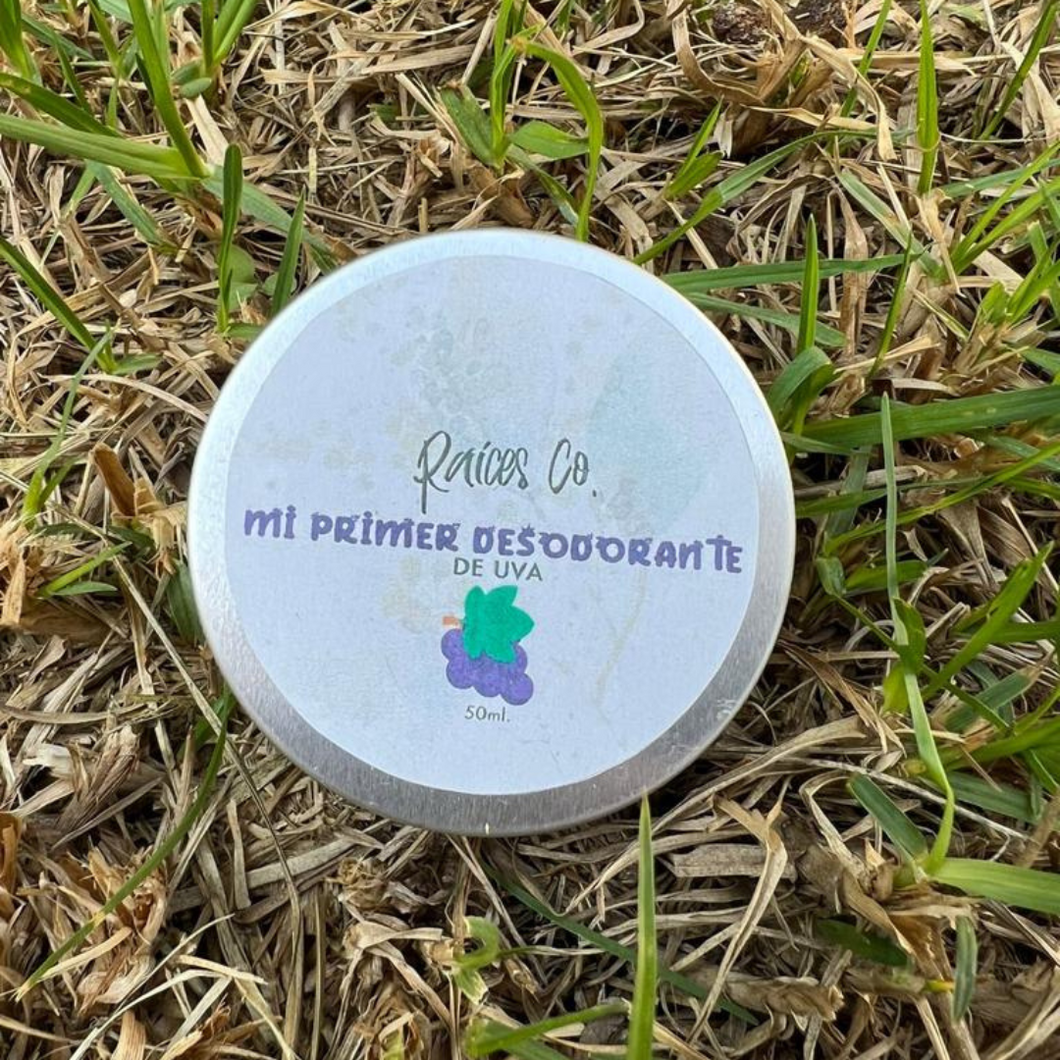 Raíces Co.
Mi PRiMER DESODORANTE
DE UVA
50ml.